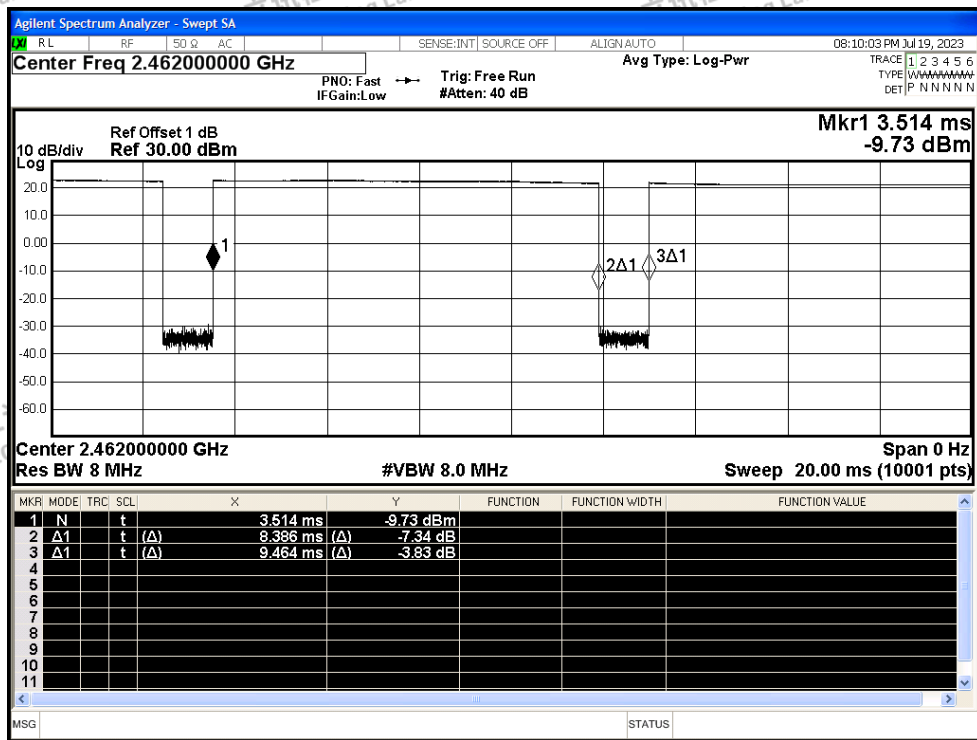 Agilent Spectrum Analyzer - Swept SA
LXI RL RF 50 Ω AC SENSE:INT SOURCE OFF ALIGN AUTO 08:10:03 PM Jul 19, 2023
Center Freq 2.462000000 GHz Avg Type: Log-Pwr TRACE 1 2 3 4 5 6
PNO: Fast Trig: Free Run TYPE
IFGain:Low #Atten: 40 dB DET P N N N N N
Mkr1 3.514 ms
Ref Offset 1 dB
10 dB/div Ref 30.00 dBm -9.73 dBm
Log
20.0
10.0
0.00
1
-10.0
2Δ1
3Δ1
-20.0
-30.0
-40.0
-50.0
-60.0
Center 2.462000000 GHz Span 0 Hz
Res BW 8 MHz #VBW 8.0 MHz Sweep 20.00 ms (10001 pts)
MKR MODE TRC SCL X Y FUNCTION FUNCTION WIDTH FUNCTION VALUE
1 N t 3.514 ms -9.73 dBm
2 Δ1 t (Δ) 8.386 ms (Δ) -7.34 dB
3 Δ1 t (Δ) 9.464 ms (Δ) -3.83 dB
4
5
6
7
8
9
10
11
MSG STATUS